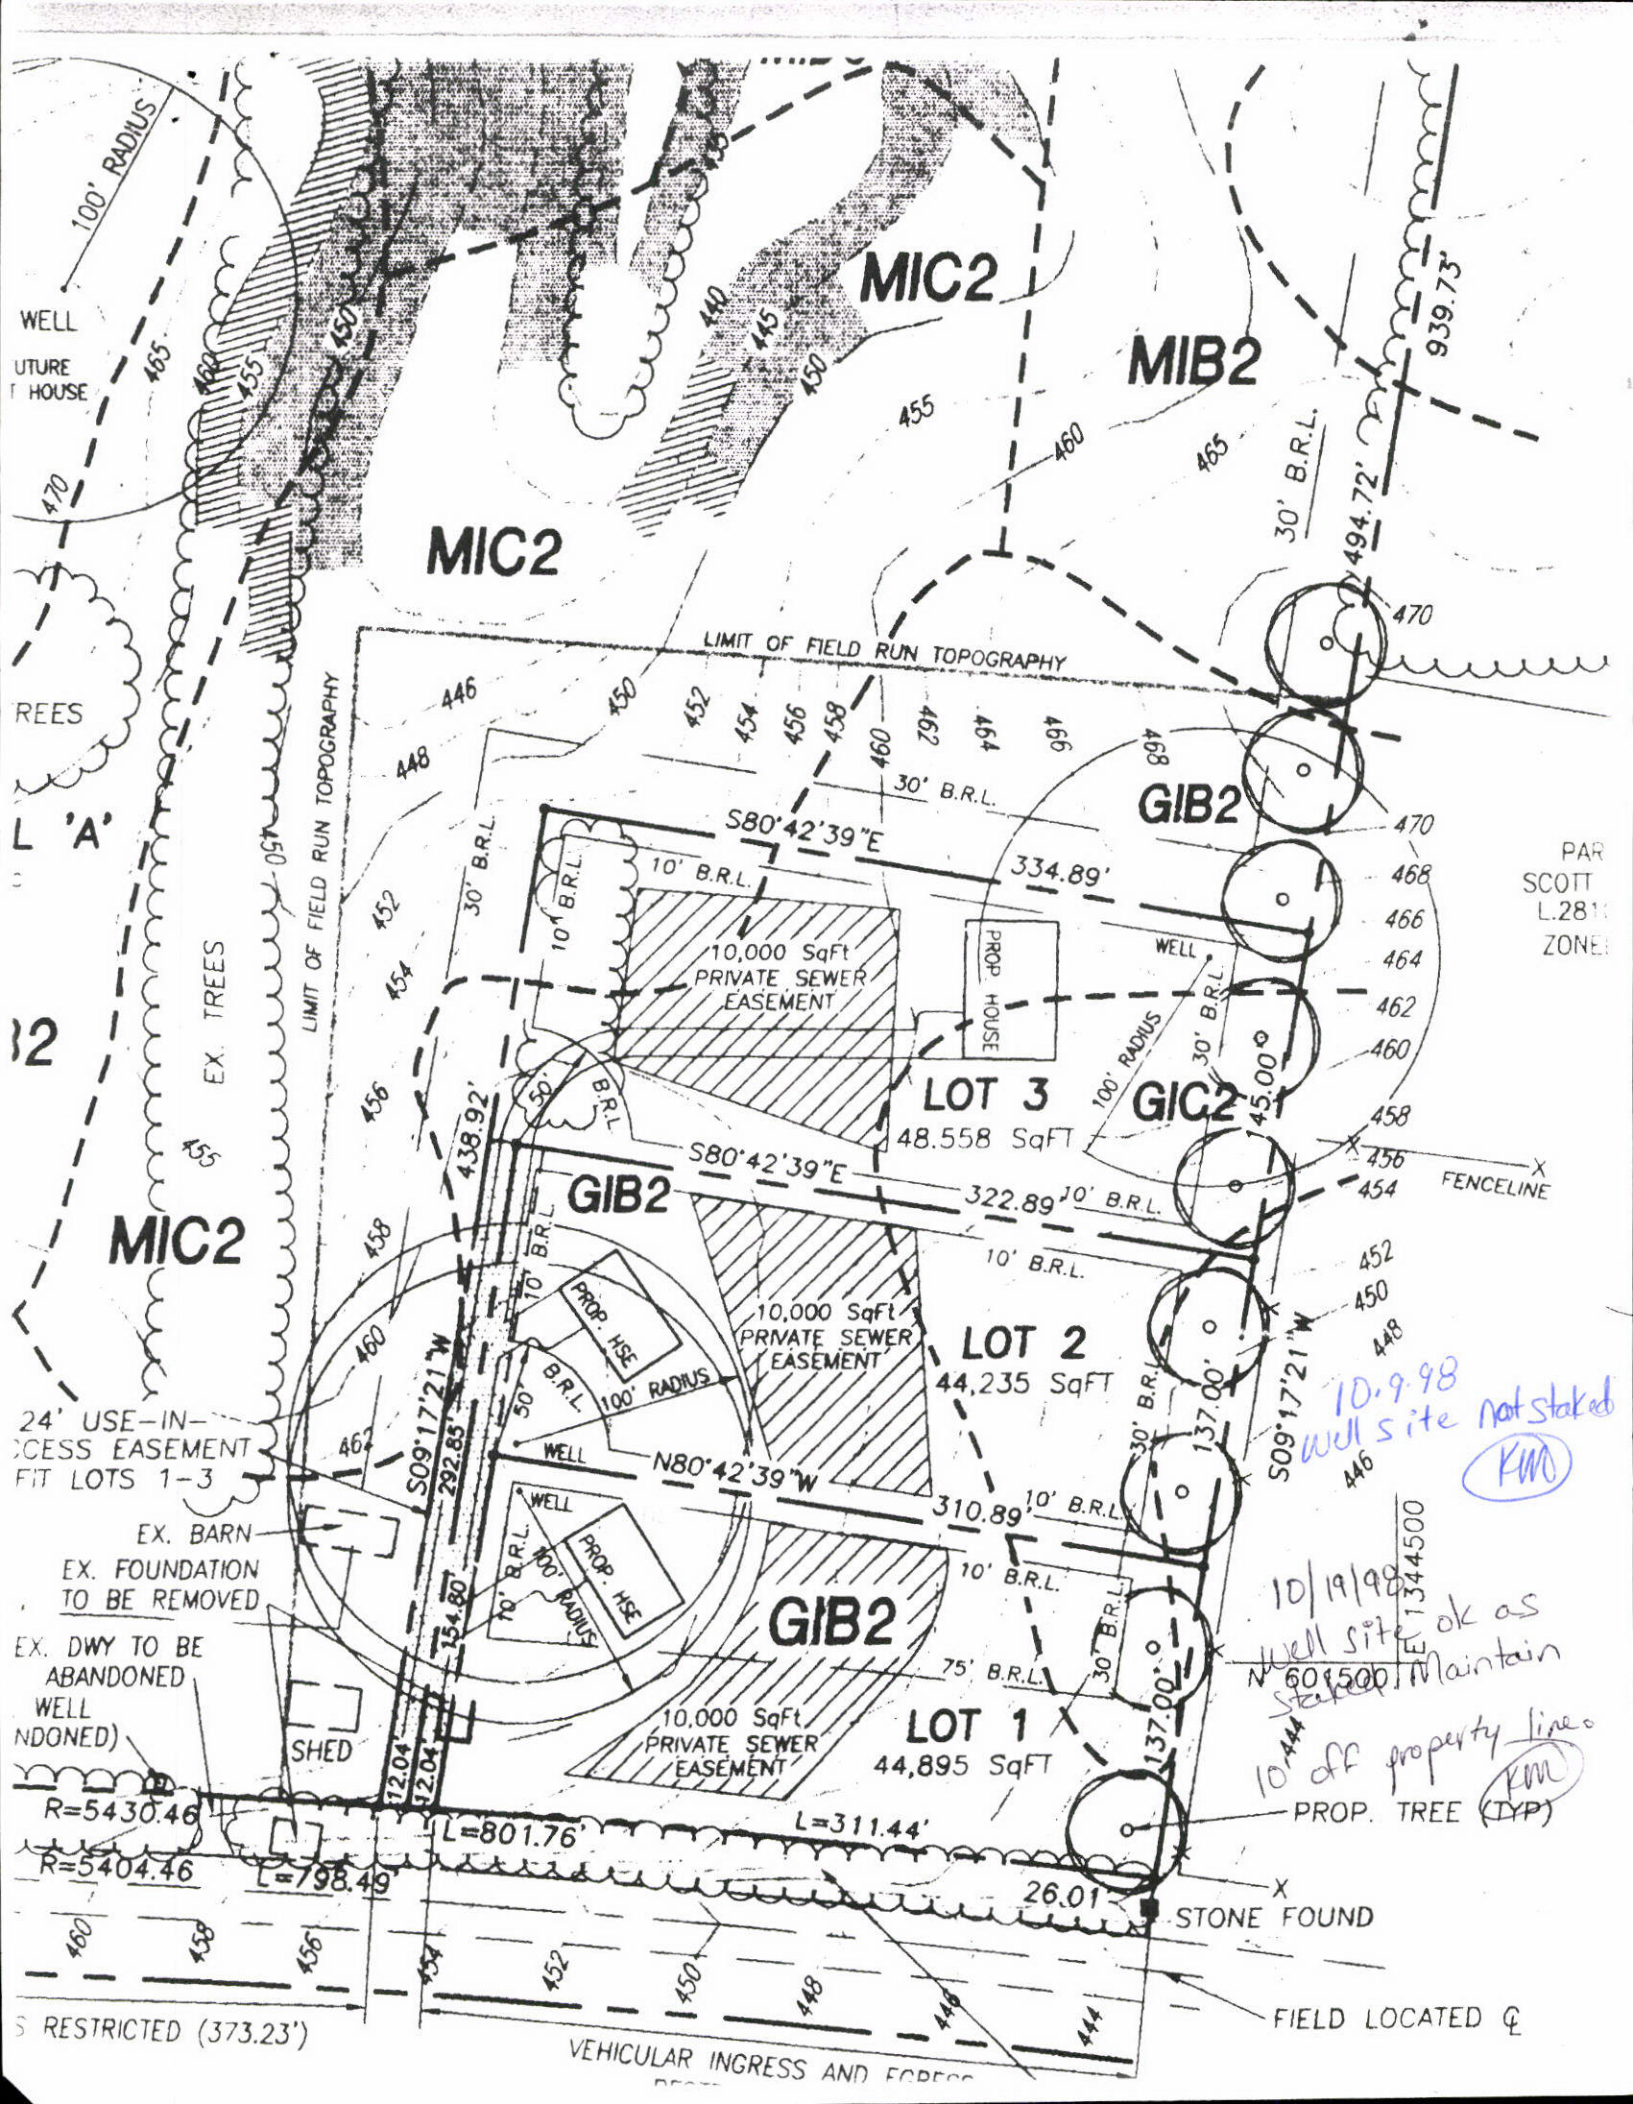 100' RADIUS
WELL
UTURE
T HOUSE
465
460
455
450
470
435
440
445
450
MIC2
MIB2
455
460
465
939.73'
494.72'
30' B.R.L.
MIC2
470
LIMIT OF FIELD RUN TOPOGRAPHY
LIMIT OF FIELD RUN TOPOGRAPHY
446
448
450
452
454
456
458
460
462
464
466
468
REES
L 'A'
450
EX. TREES
455
30' B.R.L.
S80°42'39"E
334.89'
30' B.R.L.
10' B.R.L.
10' B.R.L.
GIB2
470
468
466
464
462
460
458
456
454
PAR
SCOTT
L.281
ZONE:
452
454
456
458
460
462
10,000 SqFt
PRIVATE SEWER
EASEMENT
PROP. HOUSE
WELL
100' RADIUS
30' B.R.L.
LOT 3
48.558 SqFT
GIC2
45.00'
FENCELINE
438.92'
50'
B.R.L
S80°42'39"E
322.89'
10' B.R.L.
10' B.R.L.
GIB2
MIC2
10' B.R.L
PROP. HSE
100' RADIUS
50'
B.R.L
WELL
10,000 SqFt
PRIVATE SEWER
EASEMENT
LOT 2
44,235 SqFT
30' B.R.L
137.00'
S09°17'21"W
452
450
448
446
10.9.98
well site not staked
KMD
24' USE-IN-
CCESS EASEMENT
FIT LOTS 1-3
S09°17'21"W
292.85'
N80°42'39"W
310.89'
10' B.R.L.
10' B.R.L.
WELL
PROP. HSE
100' RADIUS
10' B.R.L.
EX. BARN
EX. FOUNDATION
TO BE REMOVED
EX. DWY TO BE
ABANDONED
WELL
NDONED)
SHED
154.80'
12.04'
12.04'
GIB2
75' B.R.L.
30' B.R.L.
137.00'
LOT 1
44,895 SqFT
10,000 SqFt
PRIVATE SEWER
EASEMENT
E 1344500
N 601500
444
10/19/98
Well site ok as
staked. Maintain
10' off property line.
KMD
PROP. TREE (TYP)
R=5430.46
L=801.76'
L=311.44'
R=5404.46
L=798.49'
26.01'
STONE FOUND
460
458
456
454
452
450
448
446
444
FIELD LOCATED ℄
S RESTRICTED (373.23')
VEHICULAR INGRESS AND EGRESS